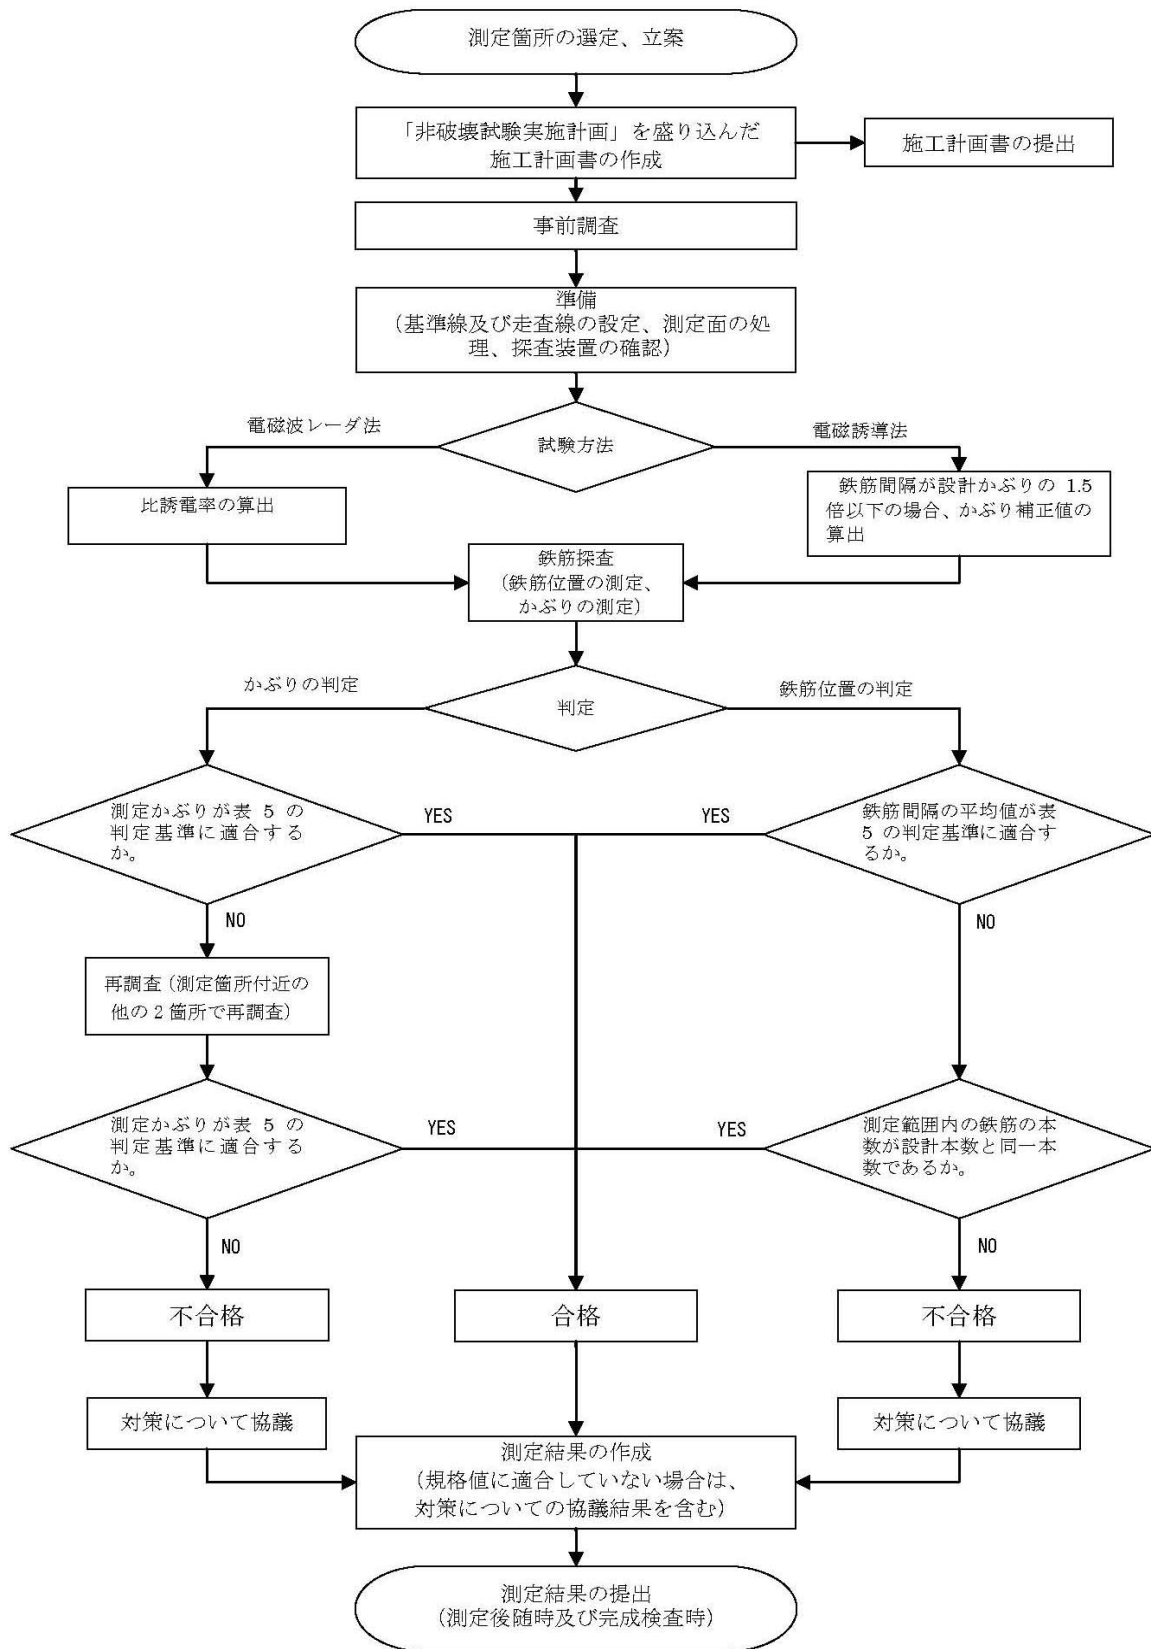 測定箇所の選定、立案
「非破壊試験実施計画」を盛り込んだ
施工計画書の作成
施工計画書の提出
事前調査
準備
(基準線及び走査線の設定、測定面の処
理、探査装置の確認)
電磁波レーダ法
試験方法
電磁誘導法
比誘電率の算出
鉄筋間隔が設計かぶりの 1.5
倍以下の場合、かぶり補正値の
算出
鉄筋探査
(鉄筋位置の測定、
かぶりの測定)
かぶりの判定
判定
鉄筋位置の判定
測定かぶりが表 5 の
判定基準に適合する
か。
YES
YES
鉄筋間隔の平均値が表
5 の判定基準に適合す
るか。
NO
NO
再調査(測定箇所付近の
他の2箇所で再調査)
測定かぶりが表 5 の
判定基準に適合する
か。
YES
YES
測定範囲内の鉄筋の本
数が設計本数と同一本
数であるか。
NO
NO
不合格
合格
不合格
対策について協議
対策について協議
測定結果の作成
(規格値に適合していない場合は、
対策についての協議結果を含む)
測定結果の提出
(測定後随時及び完成検査時)